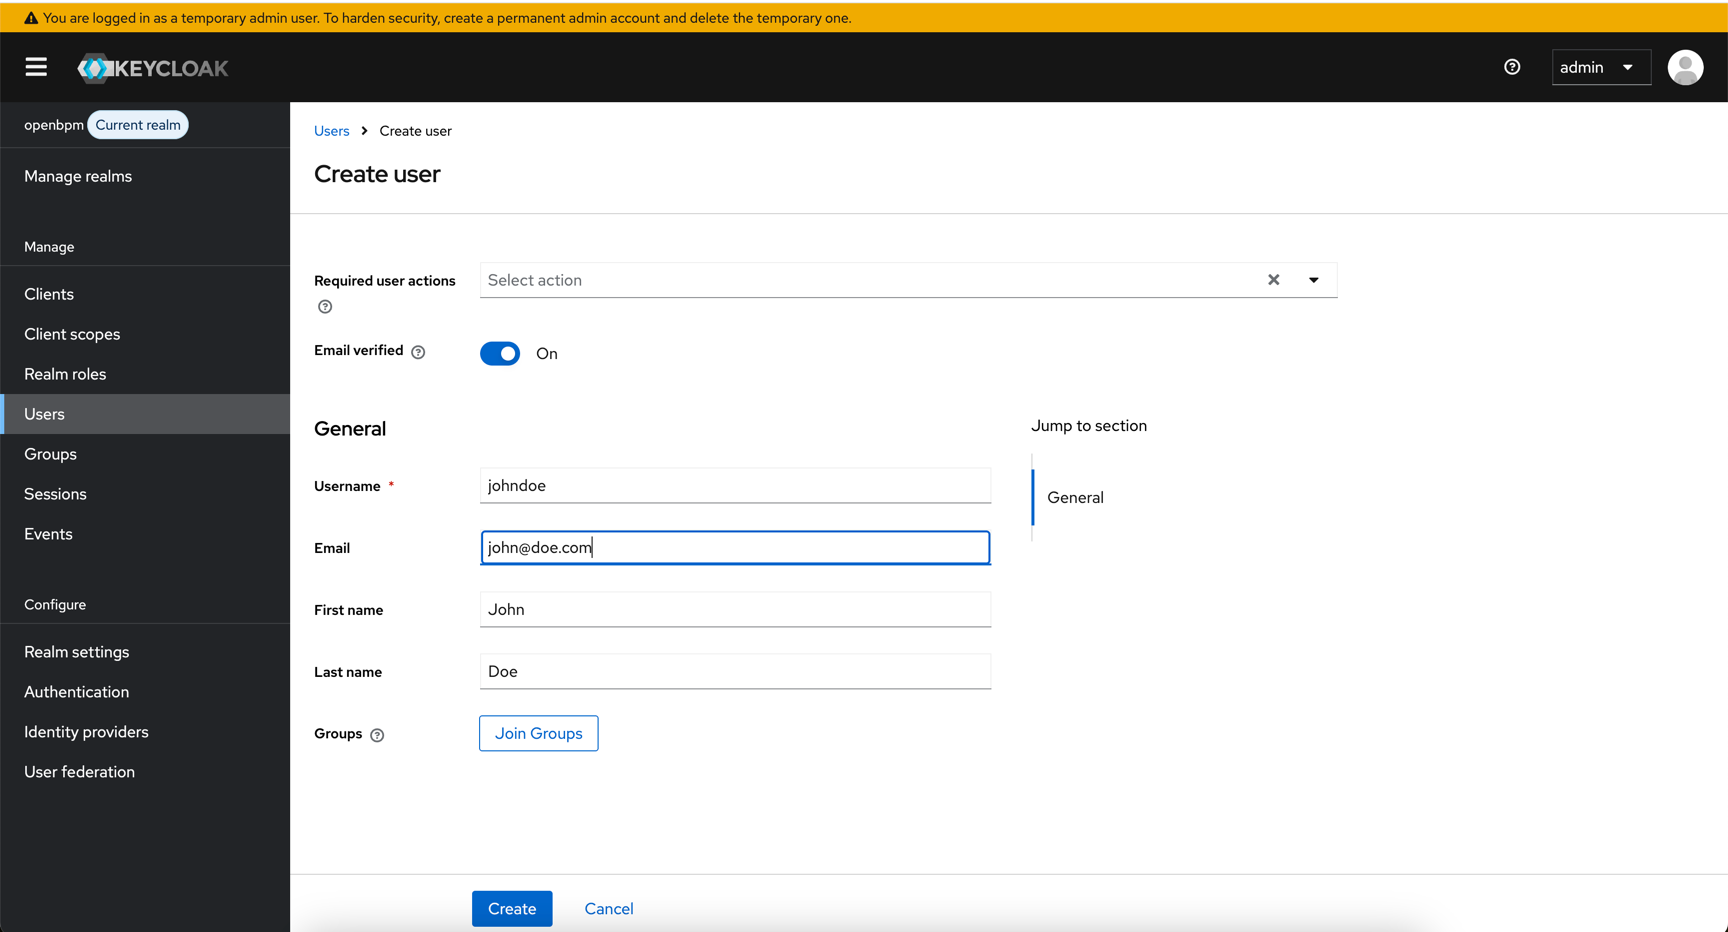 You are logged in as a temporary admin user. To harden security, create a permanent admin account and delete the temporary one.
KEYCLOAK
admin
openbpm Current realm
Manage realms
Manage
Clients
Client scopes
Realm roles
Users
Groups
Sessions
Events
Configure
Realm settings
Authentication
Identity providers
User federation
Users Create user
Create user
Required user actions Select action
Email verified On
General
Username * johndoe
Email john@doe.com
First name John
Last name Doe
Groups Join Groups
Jump to section
General
Create Cancel